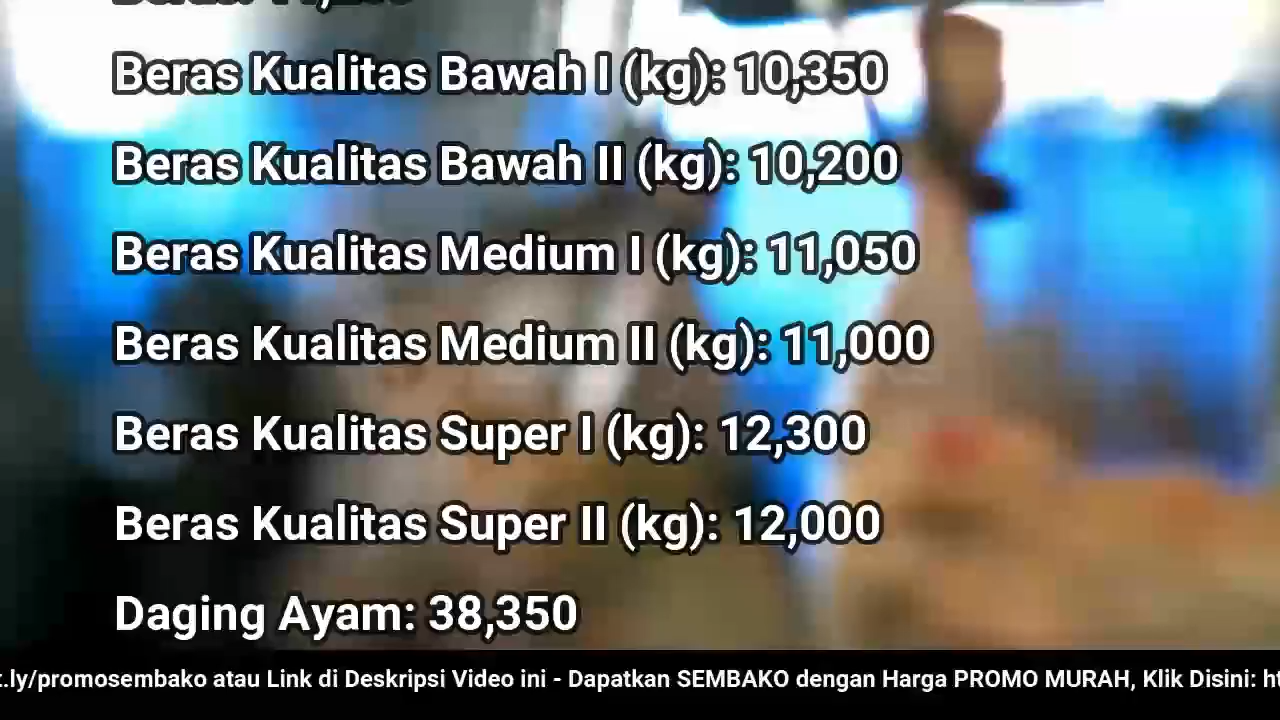 Beras Kualitas Bawah I (kg): 10,350
Beras Kualitas Bawah II (kg): 10,200
Beras Kualitas Medium I (kg): 11,050
Beras Kualitas Medium II (kg): 11,000
Beras Kualitas Super I (kg): 12,300
Beras Kualitas Super II (kg): 12,000
Daging Ayam: 38,350
t.ly/promosembako atau Link di Deskripsi Video ini - Dapatkan SEMBAKO dengan Harga PROMO MURAH, Klik Disini: ht